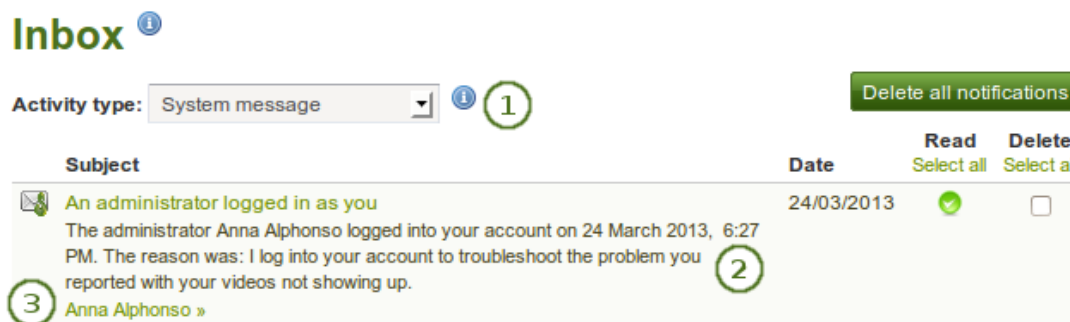 Inbox
Activity type: System message 1 Delete all notifications
Read Delete
Subject Date Select all Select a
An administrator logged in as you 24/03/2013
The administrator Anna Alphonso logged into your account on 24 March 2013, 6:27
PM. The reason was: I log into your account to troubleshoot the problem you 2
reported with your videos not showing up.
3 Anna Alphonso »